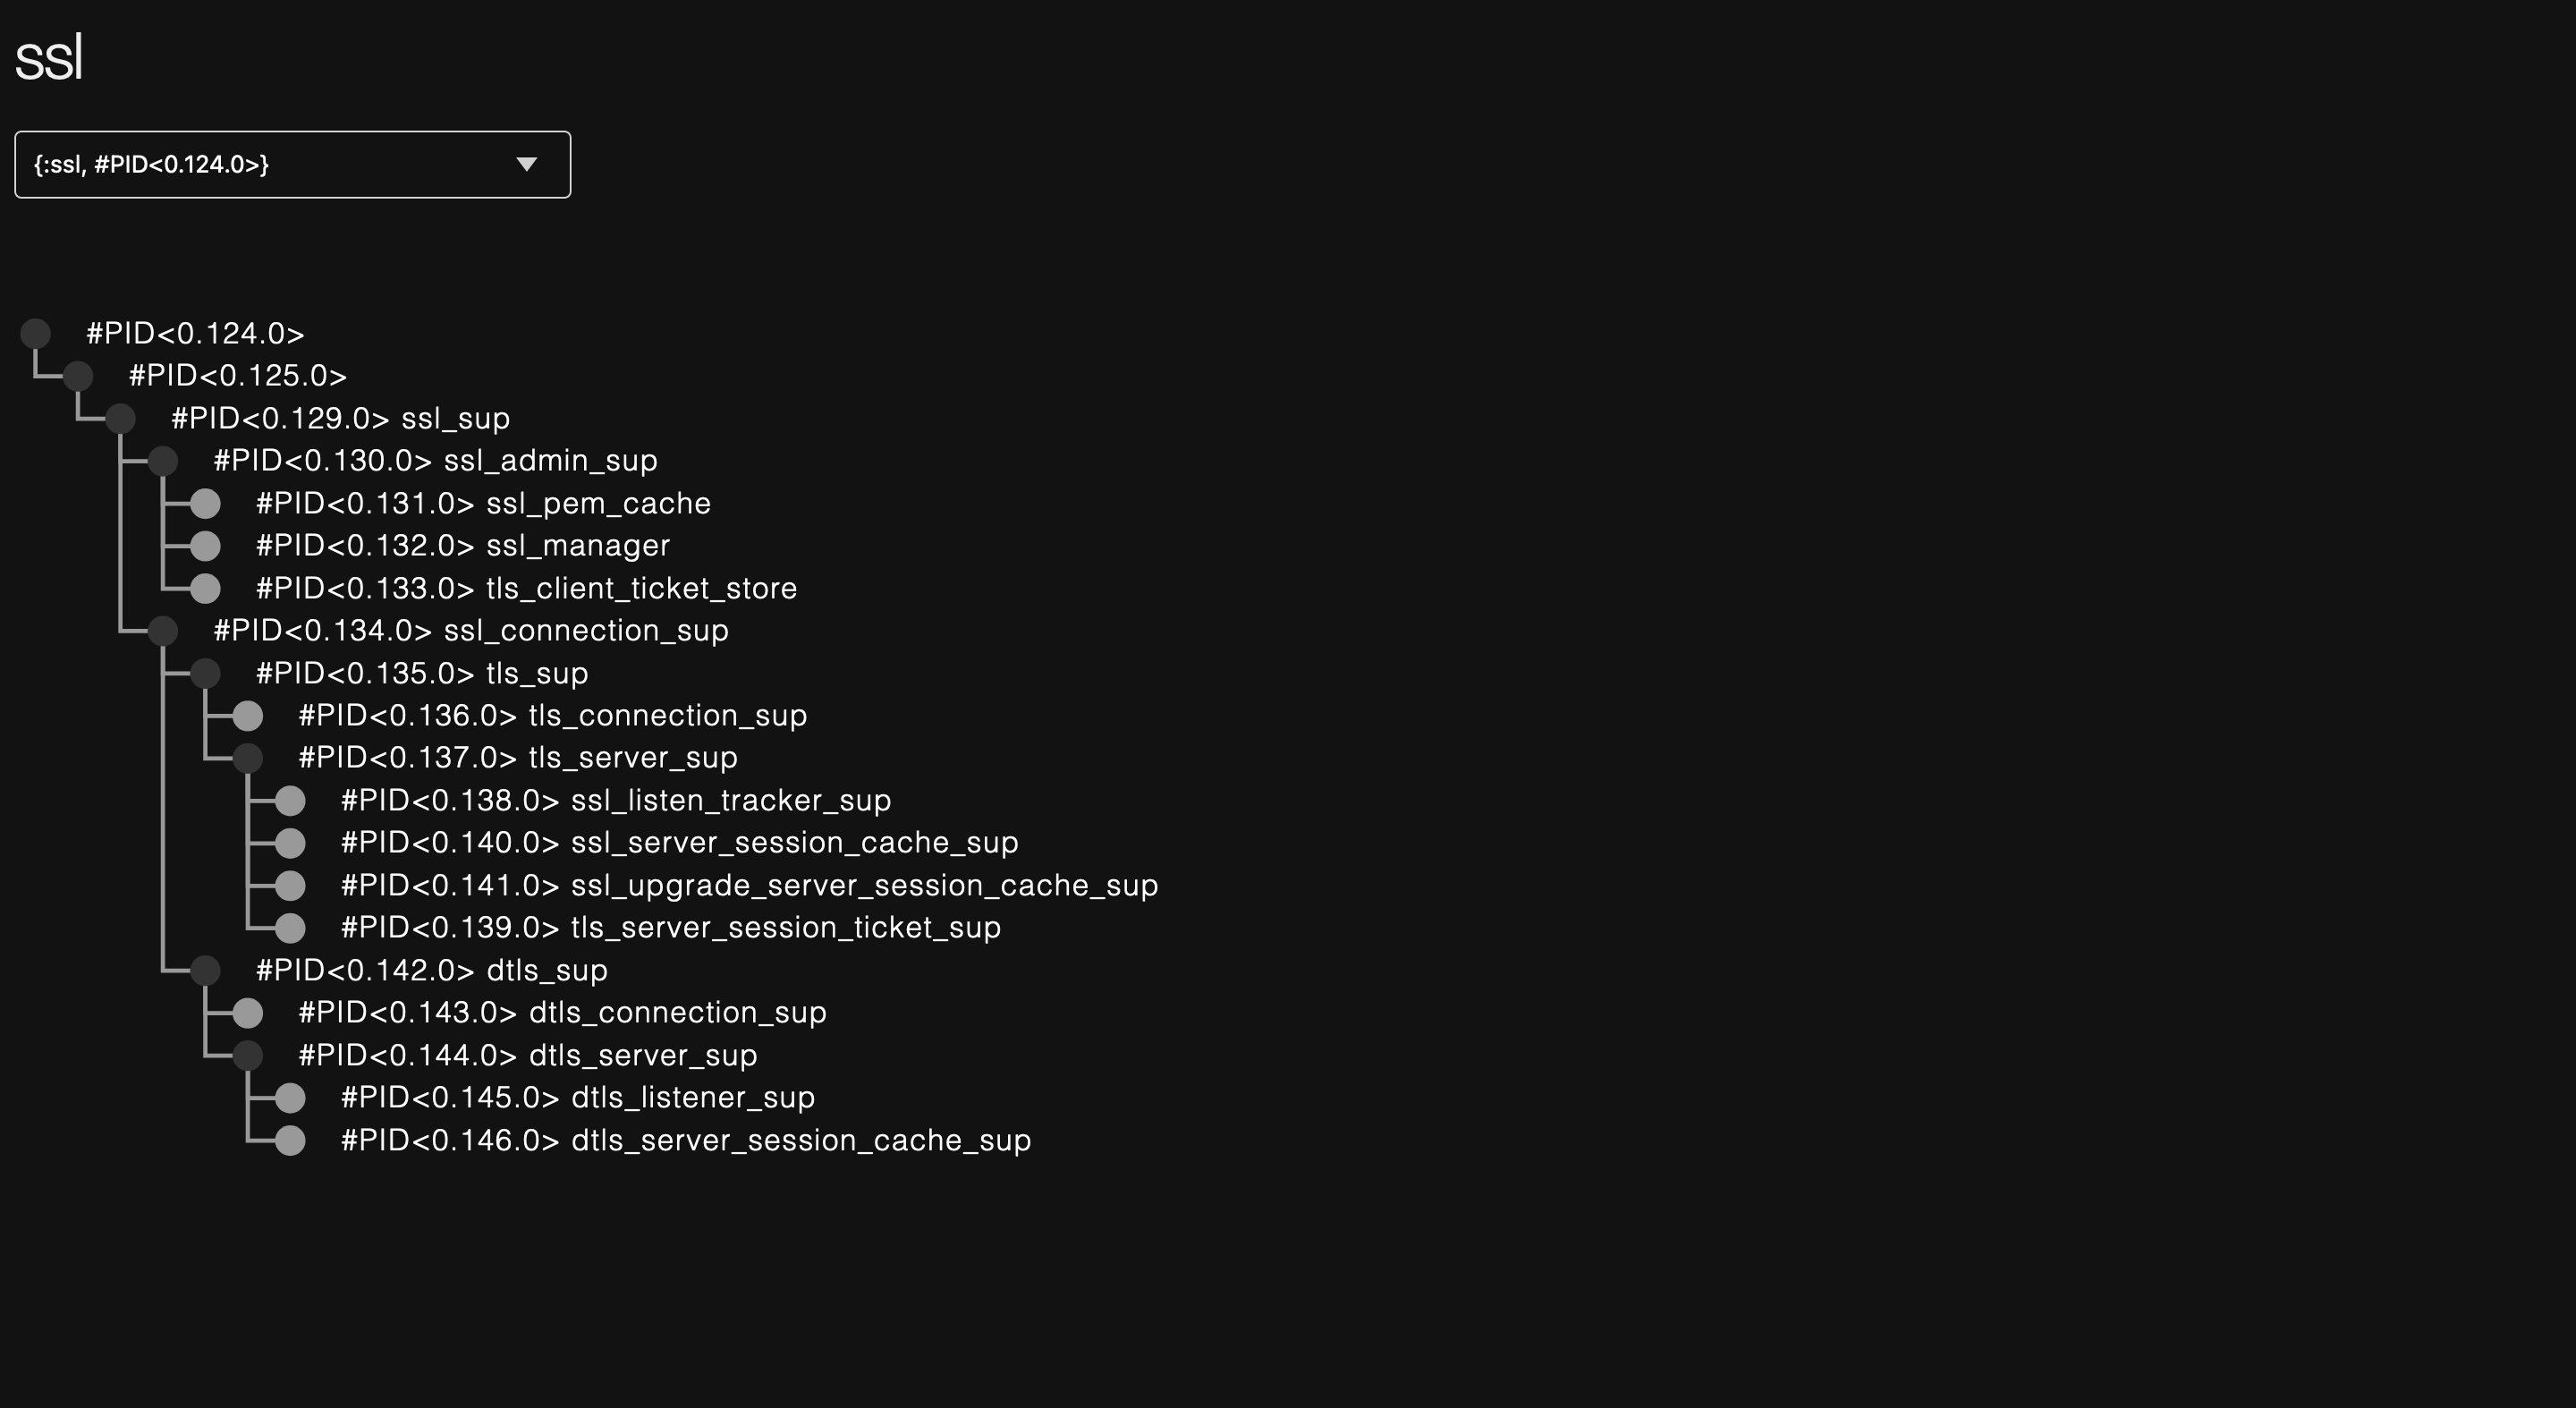 ssl
{:ssl, #PID<0.124.0>}
#PID<0.124.0>
#PID<0.125.0>
#PID<0.129.0> ssl_sup
#PID<0.130.0> ssl_admin_sup
#PID<0.131.0> ssl_pem_cache
#PID<0.132.0> ssl_manager
#PID<0.133.0> tls_client_ticket_store
#PID<0.134.0> ssl_connection_sup
#PID<0.135.0> tls_sup
#PID<0.136.0> tls_connection_sup
#PID<0.137.0> tls_server_sup
#PID<0.138.0> ssl_listen_tracker_sup
#PID<0.140.0> ssl_server_session_cache_sup
#PID<0.141.0> ssl_upgrade_server_session_cache_sup
#PID<0.139.0> tls_server_session_ticket_sup
#PID<0.142.0> dtls_sup
#PID<0.143.0> dtls_connection_sup
#PID<0.144.0> dtls_server_sup
#PID<0.145.0> dtls_listener_sup
#PID<0.146.0> dtls_server_session_cache_sup